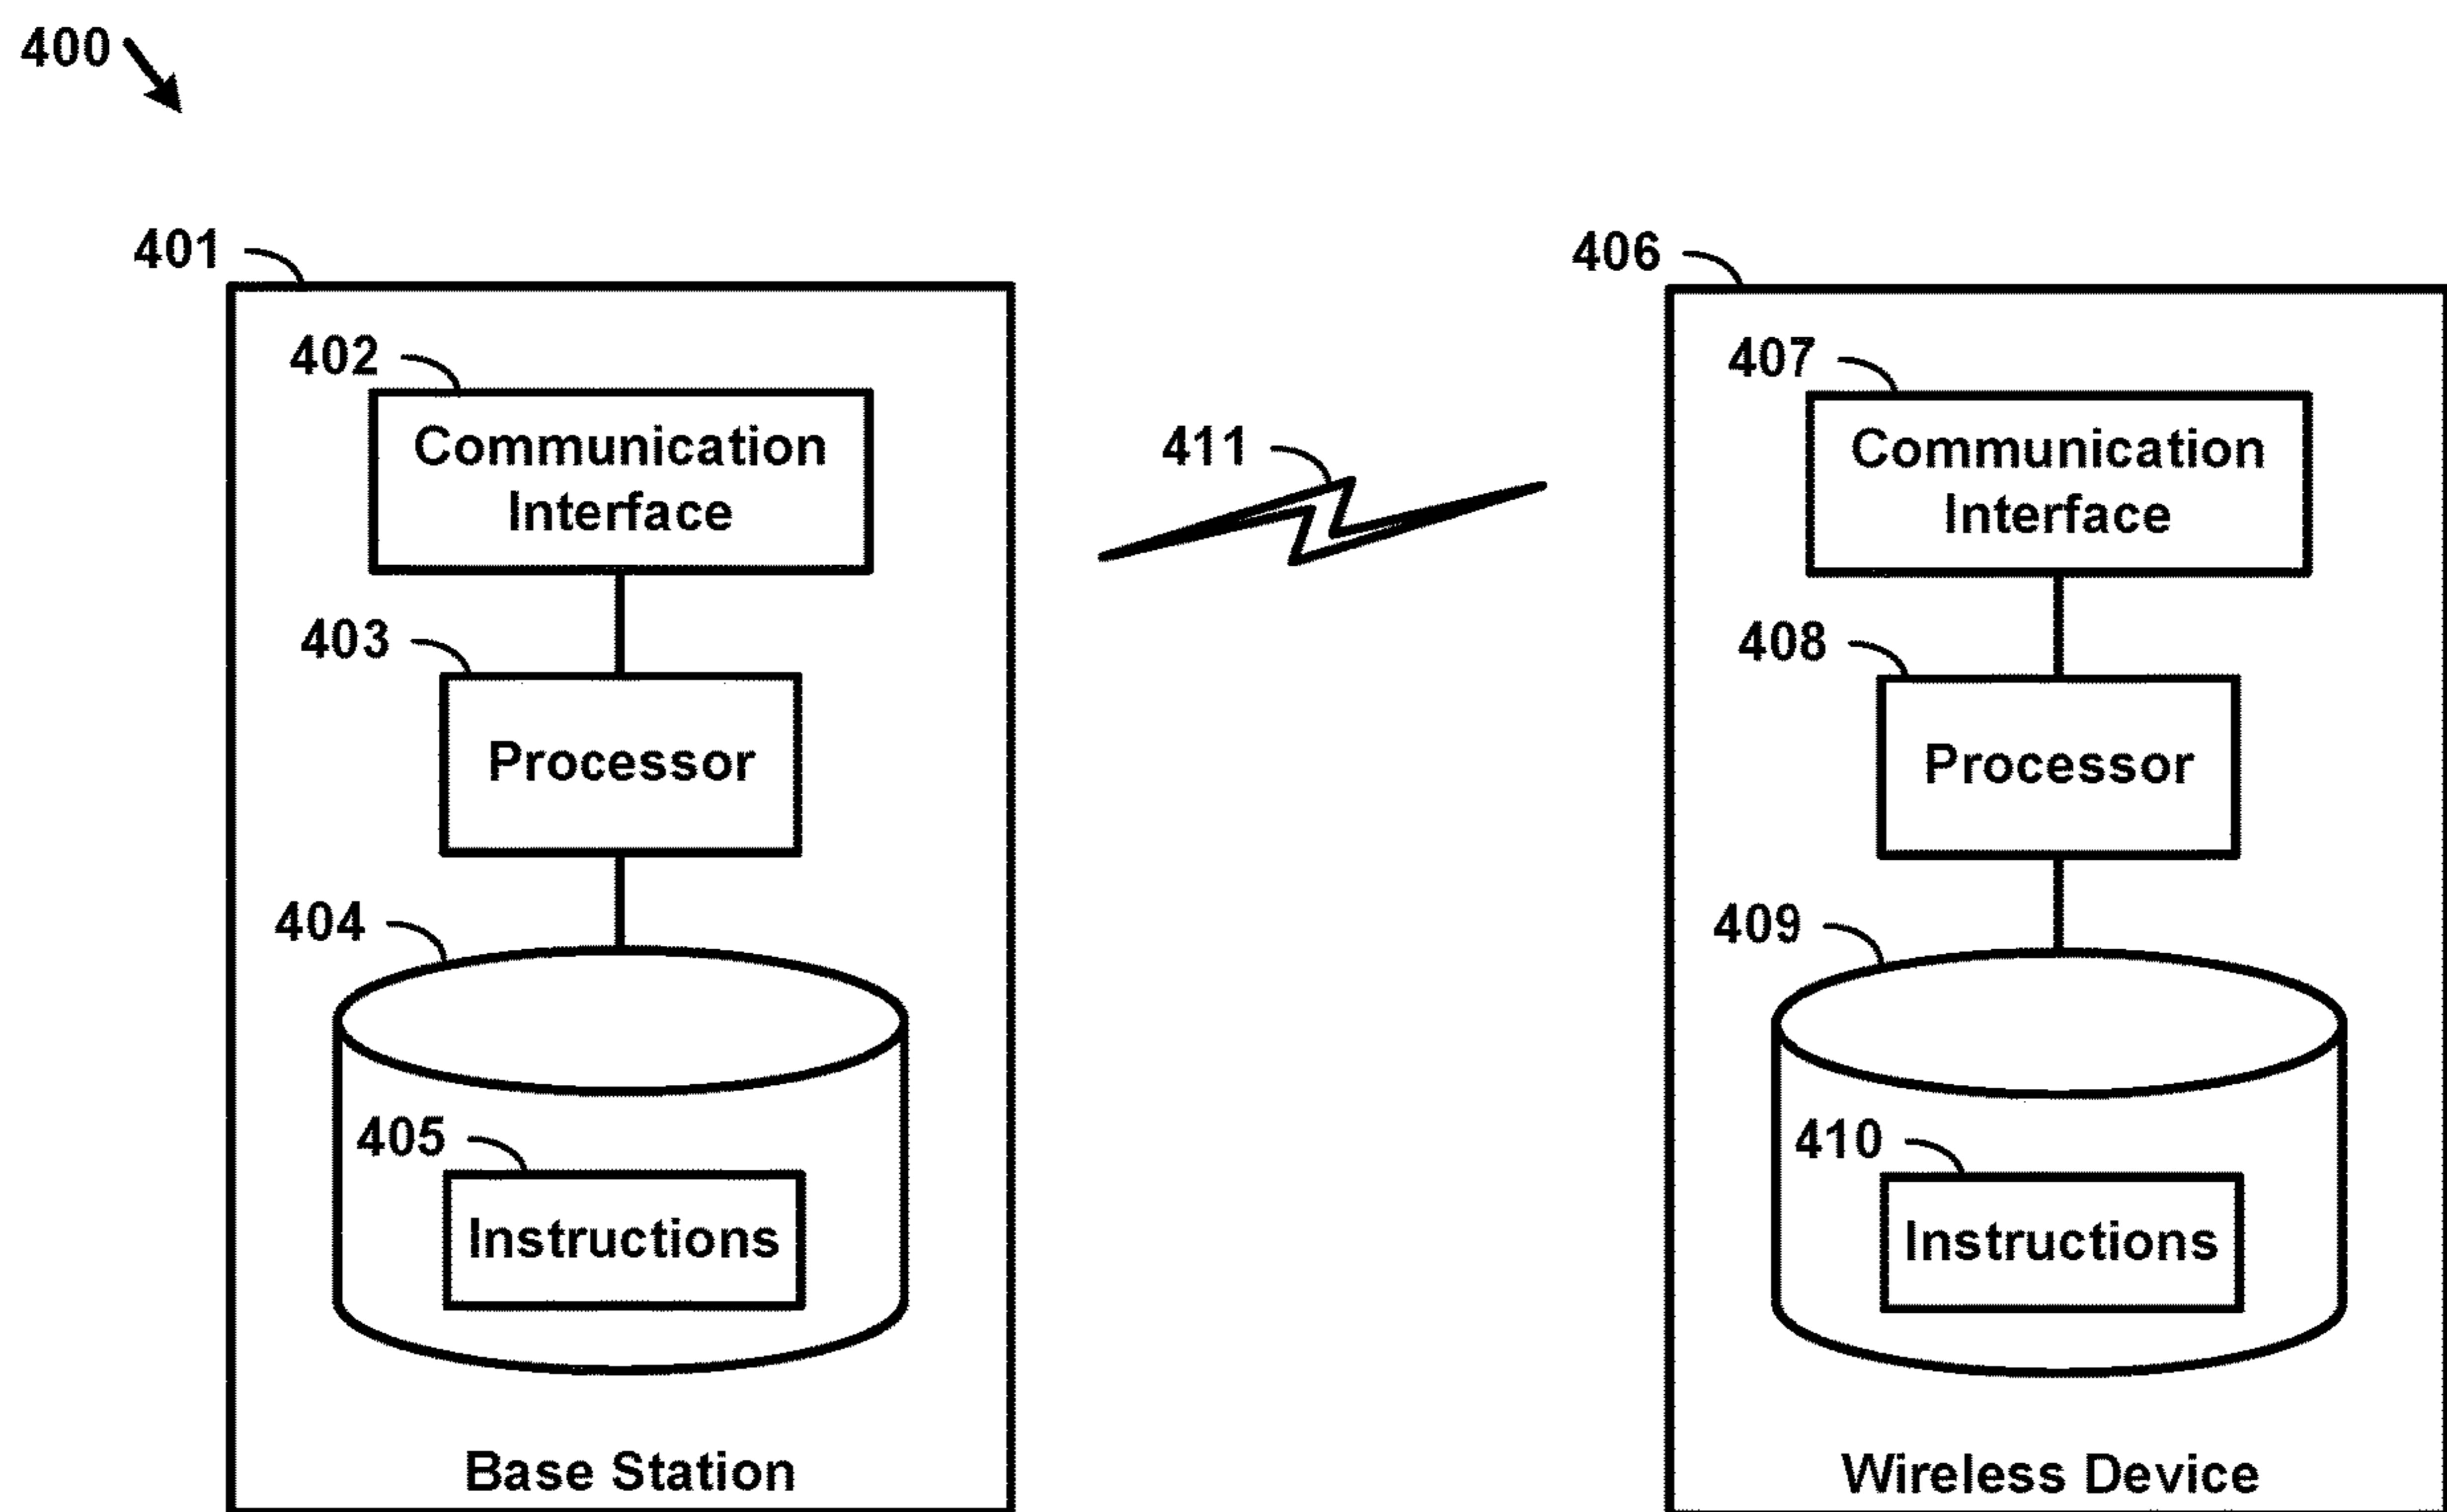 400
401
402
Communication
Interface
403
Processor
404
405
Instructions
Base Station
411
406
407
Communication
Interface
408
Processor
409
410
Instructions
Wireless Device